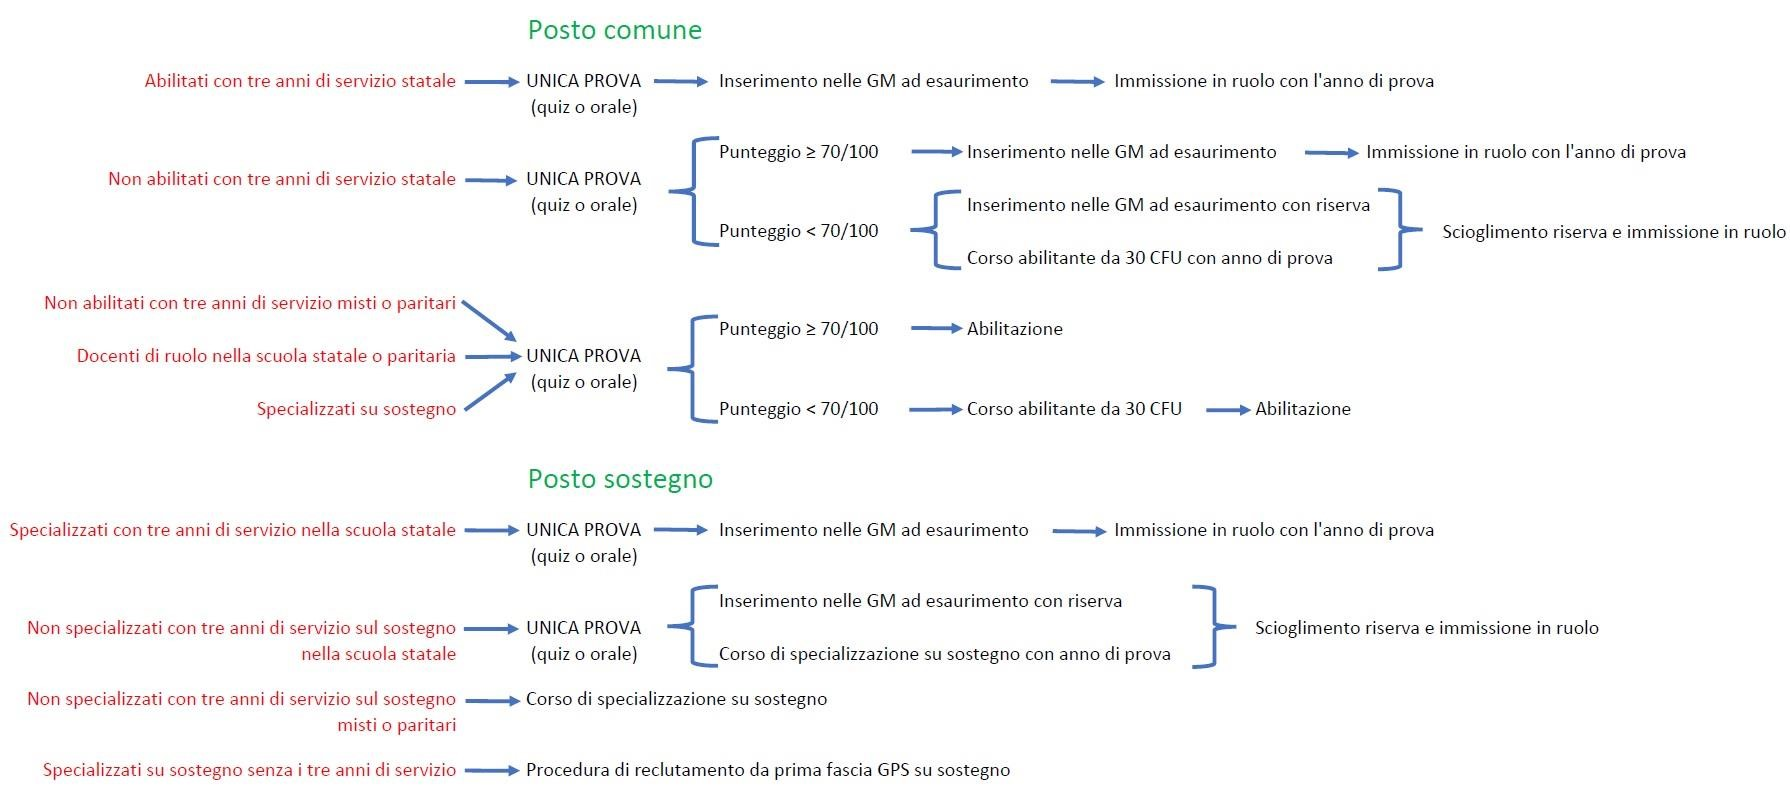 Posto comune
Abilitati con tre anni di servizio statale UNICA PROVA Inserimento nelle GM ad esaurimento Immissione in ruolo con l'anno di prova
(quiz o orale)
Punteggio ≥ 70/100 Inserimento nelle GM ad esaurimento Immissione in ruolo con l'anno di prova
Non abilitati con tre anni di servizio statale UNICA PROVA
(quiz o orale) Inserimento nelle GM ad esaurimento con riserva
Punteggio < 70/100 Scioglimento riserva e immissione in ruolo
Corso abilitante da 30 CFU con anno di prova
Non abilitati con tre anni di servizio misti o paritari
Punteggio ≥ 70/100 Abilitazione
Docenti di ruolo nella scuola statale o paritaria UNICA PROVA
(quiz o orale)
Specializzati su sostegno Punteggio < 70/100 Corso abilitante da 30 CFU Abilitazione
Posto sostegno
Specializzati con tre anni di servizio nella scuola statale UNICA PROVA Inserimento nelle GM ad esaurimento Immissione in ruolo con l'anno di prova
(quiz o orale)
Inserimento nelle GM ad esaurimento con riserva
Non specializzati con tre anni di servizio sul sostegno UNICA PROVA Scioglimento riserva e immissione in ruolo
nella scuola statale (quiz o orale) Corso di specializzazione su sostegno con anno di prova
Non specializzati con tre anni di servizio sul sostegno Corso di specializzazione su sostegno
misti o paritari
Specializzati su sostegno senza i tre anni di servizio Procedura di reclutamento da prima fascia GPS su sostegno